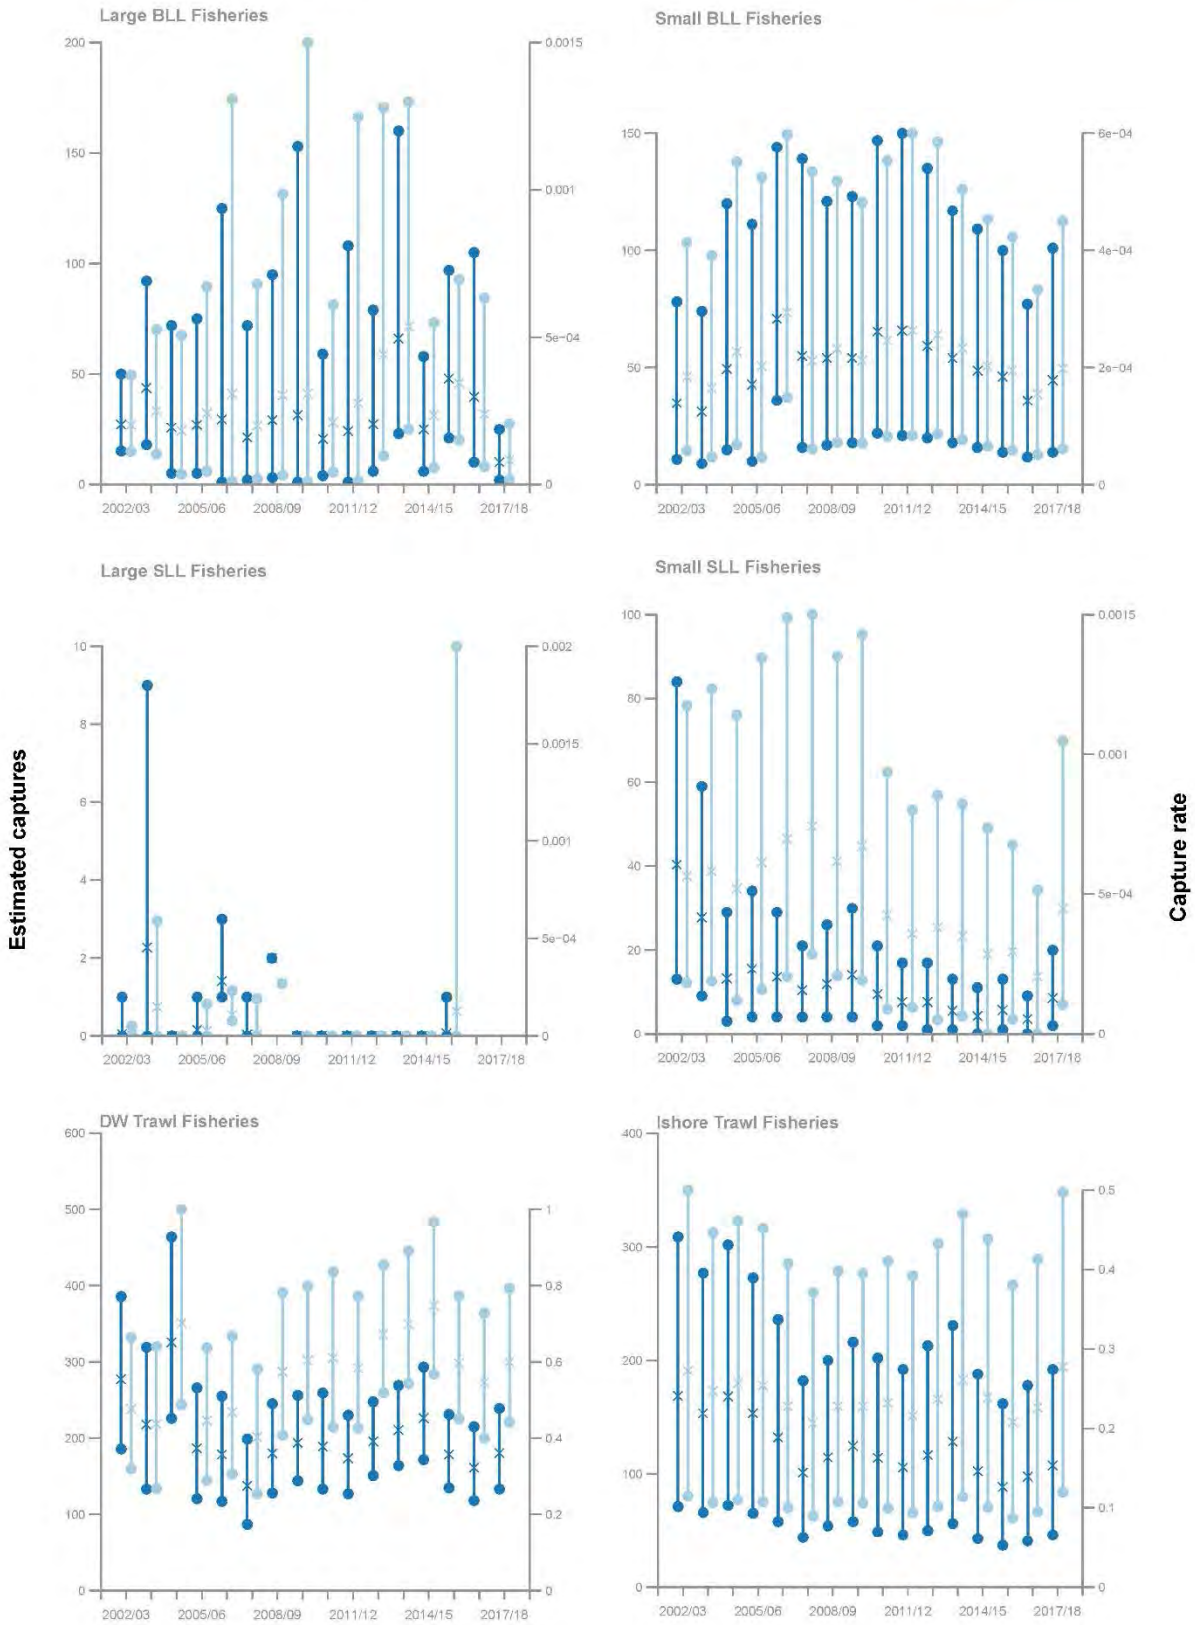 Large BLL Fisheries
200
150
100
50
0
0.0015
0.001
5e−04
0
2002/03 2005/06 2008/09 2011/12 2014/15 2017/18
Small BLL Fisheries
150
100
50
0
6e−04
4e−04
2e−04
0
2002/03 2005/06 2008/09 2011/12 2014/15 2017/18
Large SLL Fisheries
10
8
6
4
2
0
0.002
0.0015
0.001
5e−04
0
2002/03 2005/06 2008/09 2011/12 2014/15 2017/18
Small SLL Fisheries
100
80
60
40
20
0
0.0015
0.001
5e−04
0
2002/03 2005/06 2008/09 2011/12 2014/15 2017/18
Estimated captures
Capture rate
DW Trawl Fisheries
600
500
400
300
200
100
0
1
0.8
0.6
0.4
0.2
0
2002/03 2005/06 2008/09 2011/12 2014/15 2017/18
Ishore Trawl Fisheries
400
300
200
100
0
0.5
0.4
0.3
0.2
0.1
0
2002/03 2005/06 2008/09 2011/12 2014/15 2017/18